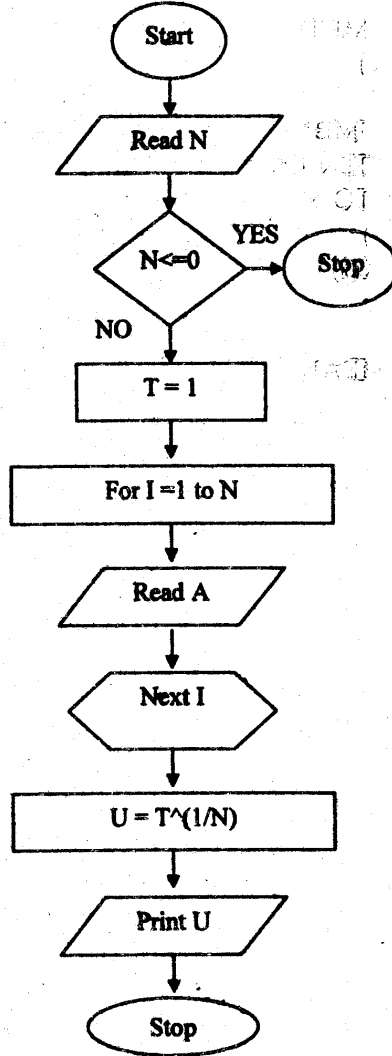 Start
Read N
N<=0
YES
Stop
NO
T = 1
For I =1 to N
Read A
Next I
U = T^(1/N)
Print U
Stop